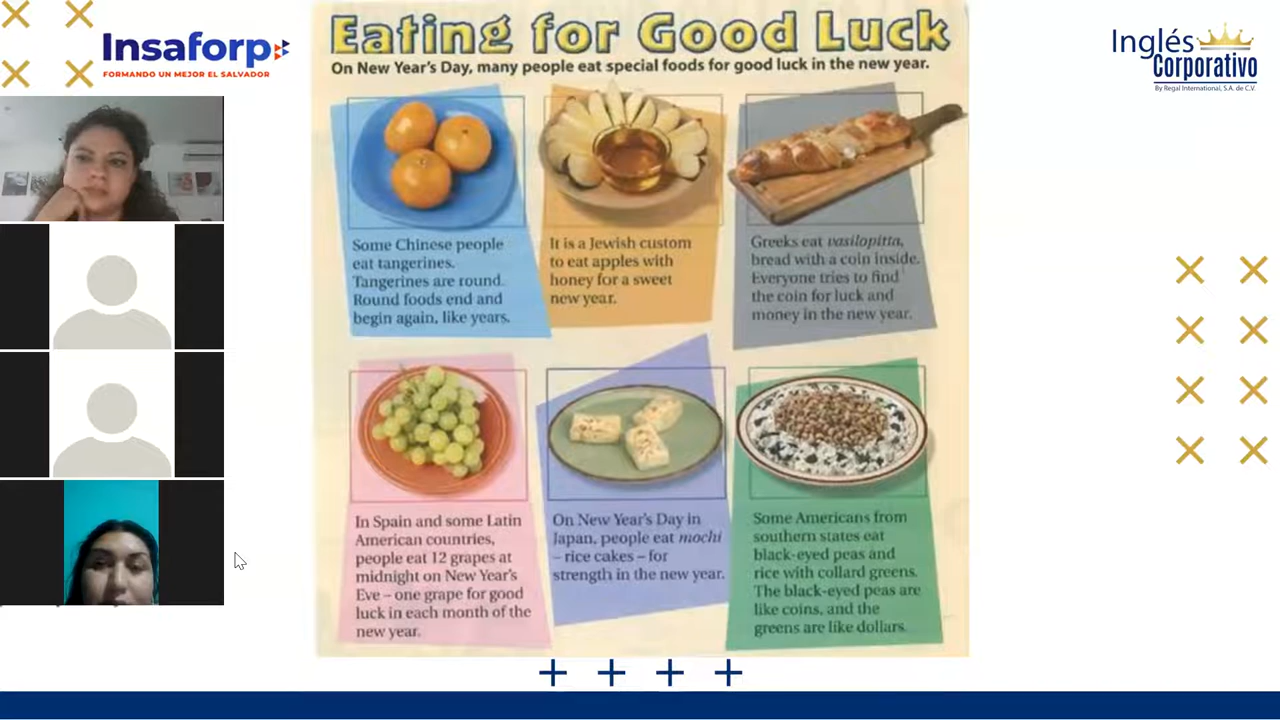 Insaforp
FORMANDO UN MEJOR EL SALVADOR
Eating for Good Luck
On New Year's Day, many people eat special foods for good luck in the new year.
Inglés
Corporativo
By Regal International, S.A. de C.V.
Some Chinese people
eat tangerines.
Tangerines are round.
Round foods end and
begin again, like years.
It is a Jewish custom
to eat apples with
honey for a sweet
new year.
Greeks eat vasilopitta,
bread with a coin inside.
Everyone tries to find
the coin for luck and
money in the new year.
In Spain and some Latin
American countries,
people eat 12 grapes at
midnight on New Year's
Eve – one grape for good
luck in each month of the
new year.
On New Year's Day in
Japan, people eat mochi
– rice cakes – for
strength in the new year.
Some Americans from
southern states eat
black-eyed peas and
rice with collard greens.
The black-eyed peas are
like coins, and the
greens are like dollars.